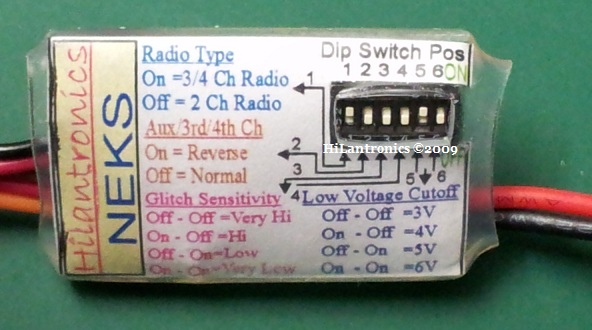 Hilantronics
NEKS
Radio Type
On =3/4 Ch Radio
Off = 2 Ch Radio
Aux/3rd/4th Ch
On = Reverse
Off = Normal
Glitch Sensitivity
Off - Off =Very Hi
On - Off =Hi
Off - On=Low
On - On=Very Low
Dip Switch Pos
1 2 3 4 5 6 ON
OFF
1
2
3
4
5
6
HiLantronics ©2009
Low Voltage Cutoff
Off - Off =3V
On - Off =4V
Off - On =5V
On - On =6V